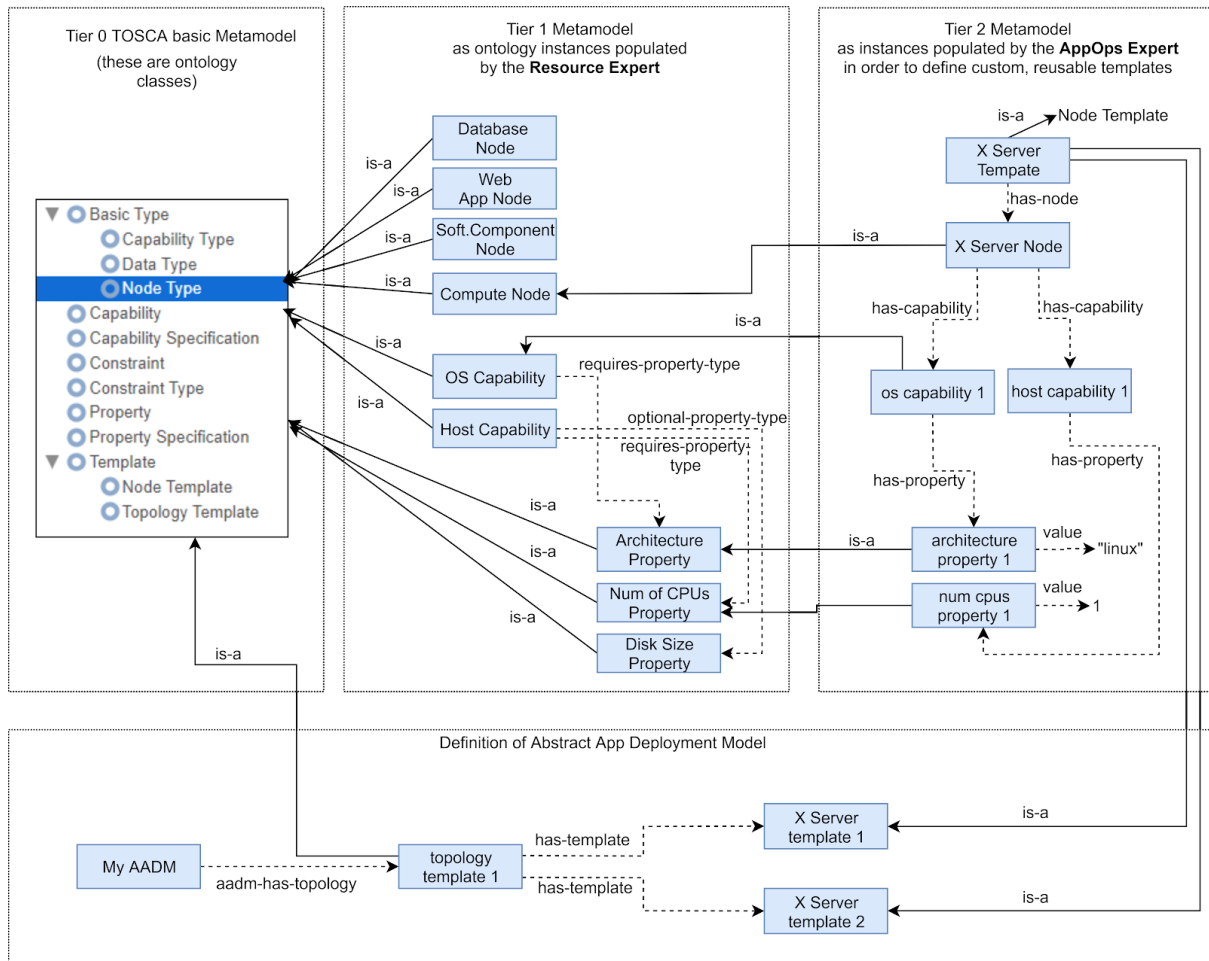 Tier 0 TOSCA basic Metamodel
(these are ontology
classes)
Basic Type
Capability Type
Data Type
Node Type
Capability
Capability Specification
Constraint
Constraint Type
Property
Property Specification
Template
Node Template
Topology Template
is-a
Tier 1 Metamodel
as ontology instances populated
by the Resource Expert
Database
Node
is-a
Web
App Node
is-a
Soft.Component
Node
is-a
Compute Node
is-a
OS Capability
is-a
requires-property-type
Host Capability
is-a
optional-property-type
requires-property-
type
Architecture
Property
is-a
Num of CPUs
Property
is-a
Disk Size
Property
is-a
Tier 2 Metamodel
as instances populated by the AppOps Expert
in order to define custom, reusable templates
is-a
Node Template
X Server
Tempate
has-node
is-a
X Server Node
has-capability
has-capability
is-a
os capability 1
host capability 1
has-property
has-property
is-a
architecture
property 1
value
"linux"
num cpus
property 1
value
1
Definition of Abstract App Deployment Model
My AADM
aadm-has-topology
topology
template 1
has-template
has-template
X Server
template 1
is-a
X Server
template 2
is-a